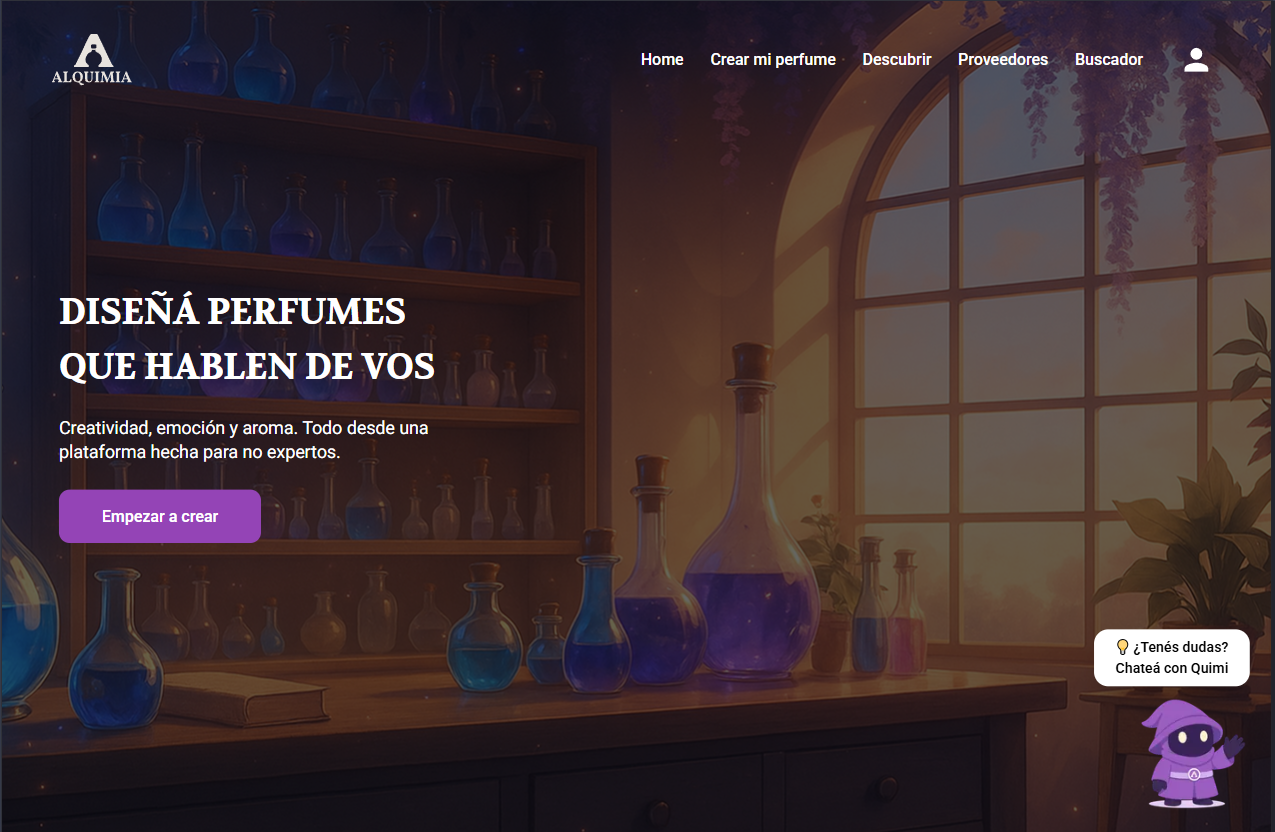 ALQUIMIA
Home Crear mi perfume Descubrir Proveedores Buscador
DISEÑÁ PERFUMES
QUE HABLEN DE VOS
Creatividad, emoción y aroma. Todo desde una
plataforma hecha para no expertos.
Empezar a crear
💡 ¿Tenés dudas?
Chateá con Quimi